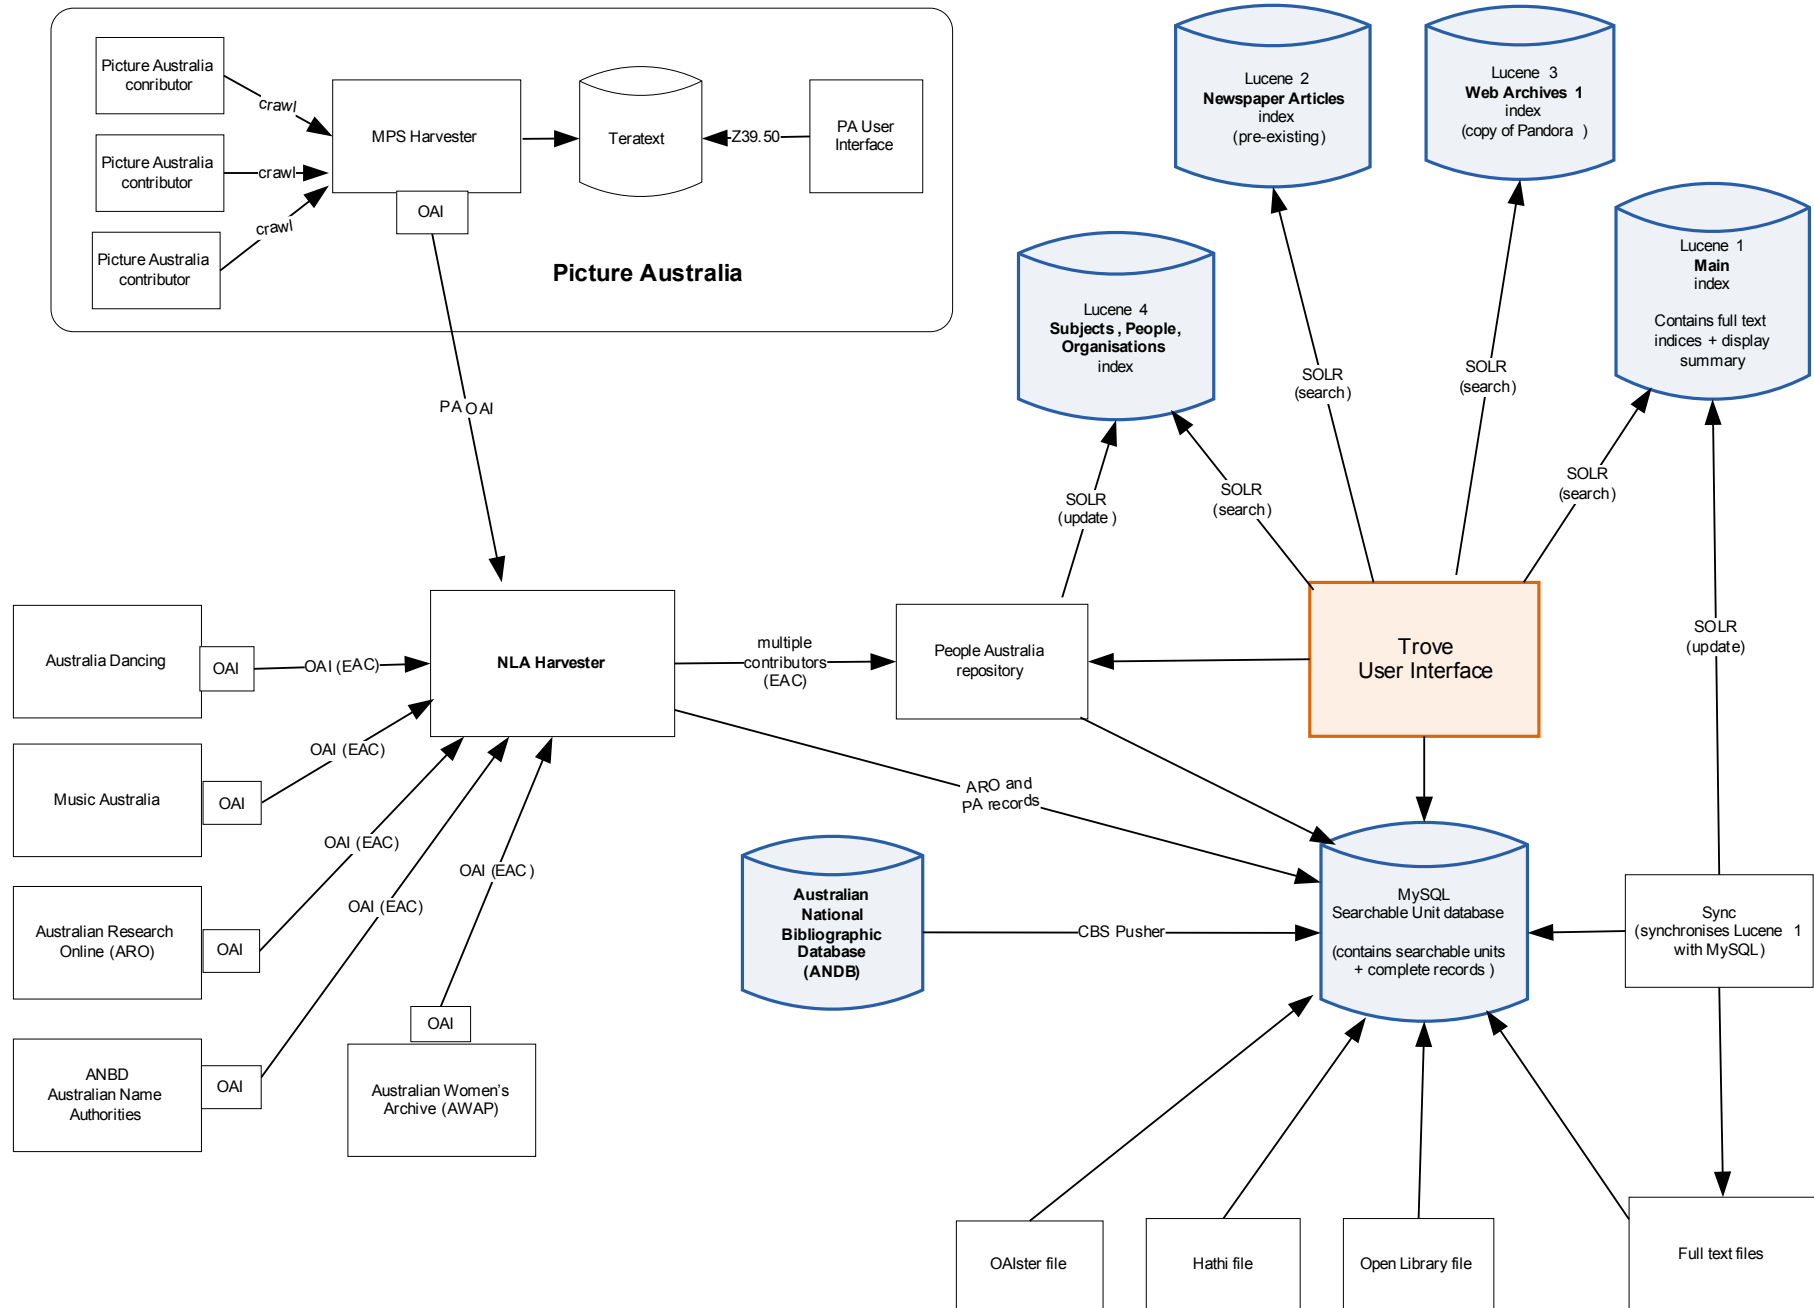 Picture Australia
conributor
crawl
Picture Australia
contributor
crawl
Picture Australia
contributor
crawl
MPS Harvester
OAI
Teratext
Z39.50
PA User
Interface
Picture Australia
PA OAI
Lucene 2
Newspaper Articles
index
(pre-existing)
Lucene 3
Web Archives 1
index
(copy of Pandora )
Lucene 1
Main
index
Contains full text
indices + display
summary
Lucene 4
Subjects , People,
Organisations
index
SOLR
(search)
SOLR
(search)
SOLR
(search)
SOLR
(search)
SOLR
(update )
SOLR
(update)
Australia Dancing
OAI
OAI (EAC)
NLA Harvester
multiple
contributors
(EAC)
People Australia
repository
Trove
User Interface
Music Australia
OAI
OAI (EAC)
ARO and
PA records
Australian Research
Online (ARO)
OAI
OAI (EAC)
OAI (EAC)
OAI (EAC)
ANBD
Australian Name
Authorities
OAI
OAI
Australian Women's
Archive (AWAP)
Australian
National
Bibliographic
Database
(ANDB)
CBS Pusher
MySQL
Searchable Unit database
(contains searchable units
+ complete records )
Sync
(synchronises Lucene 1
with MySQL)
OAIster file
Hathi file
Open Library file
Full text files